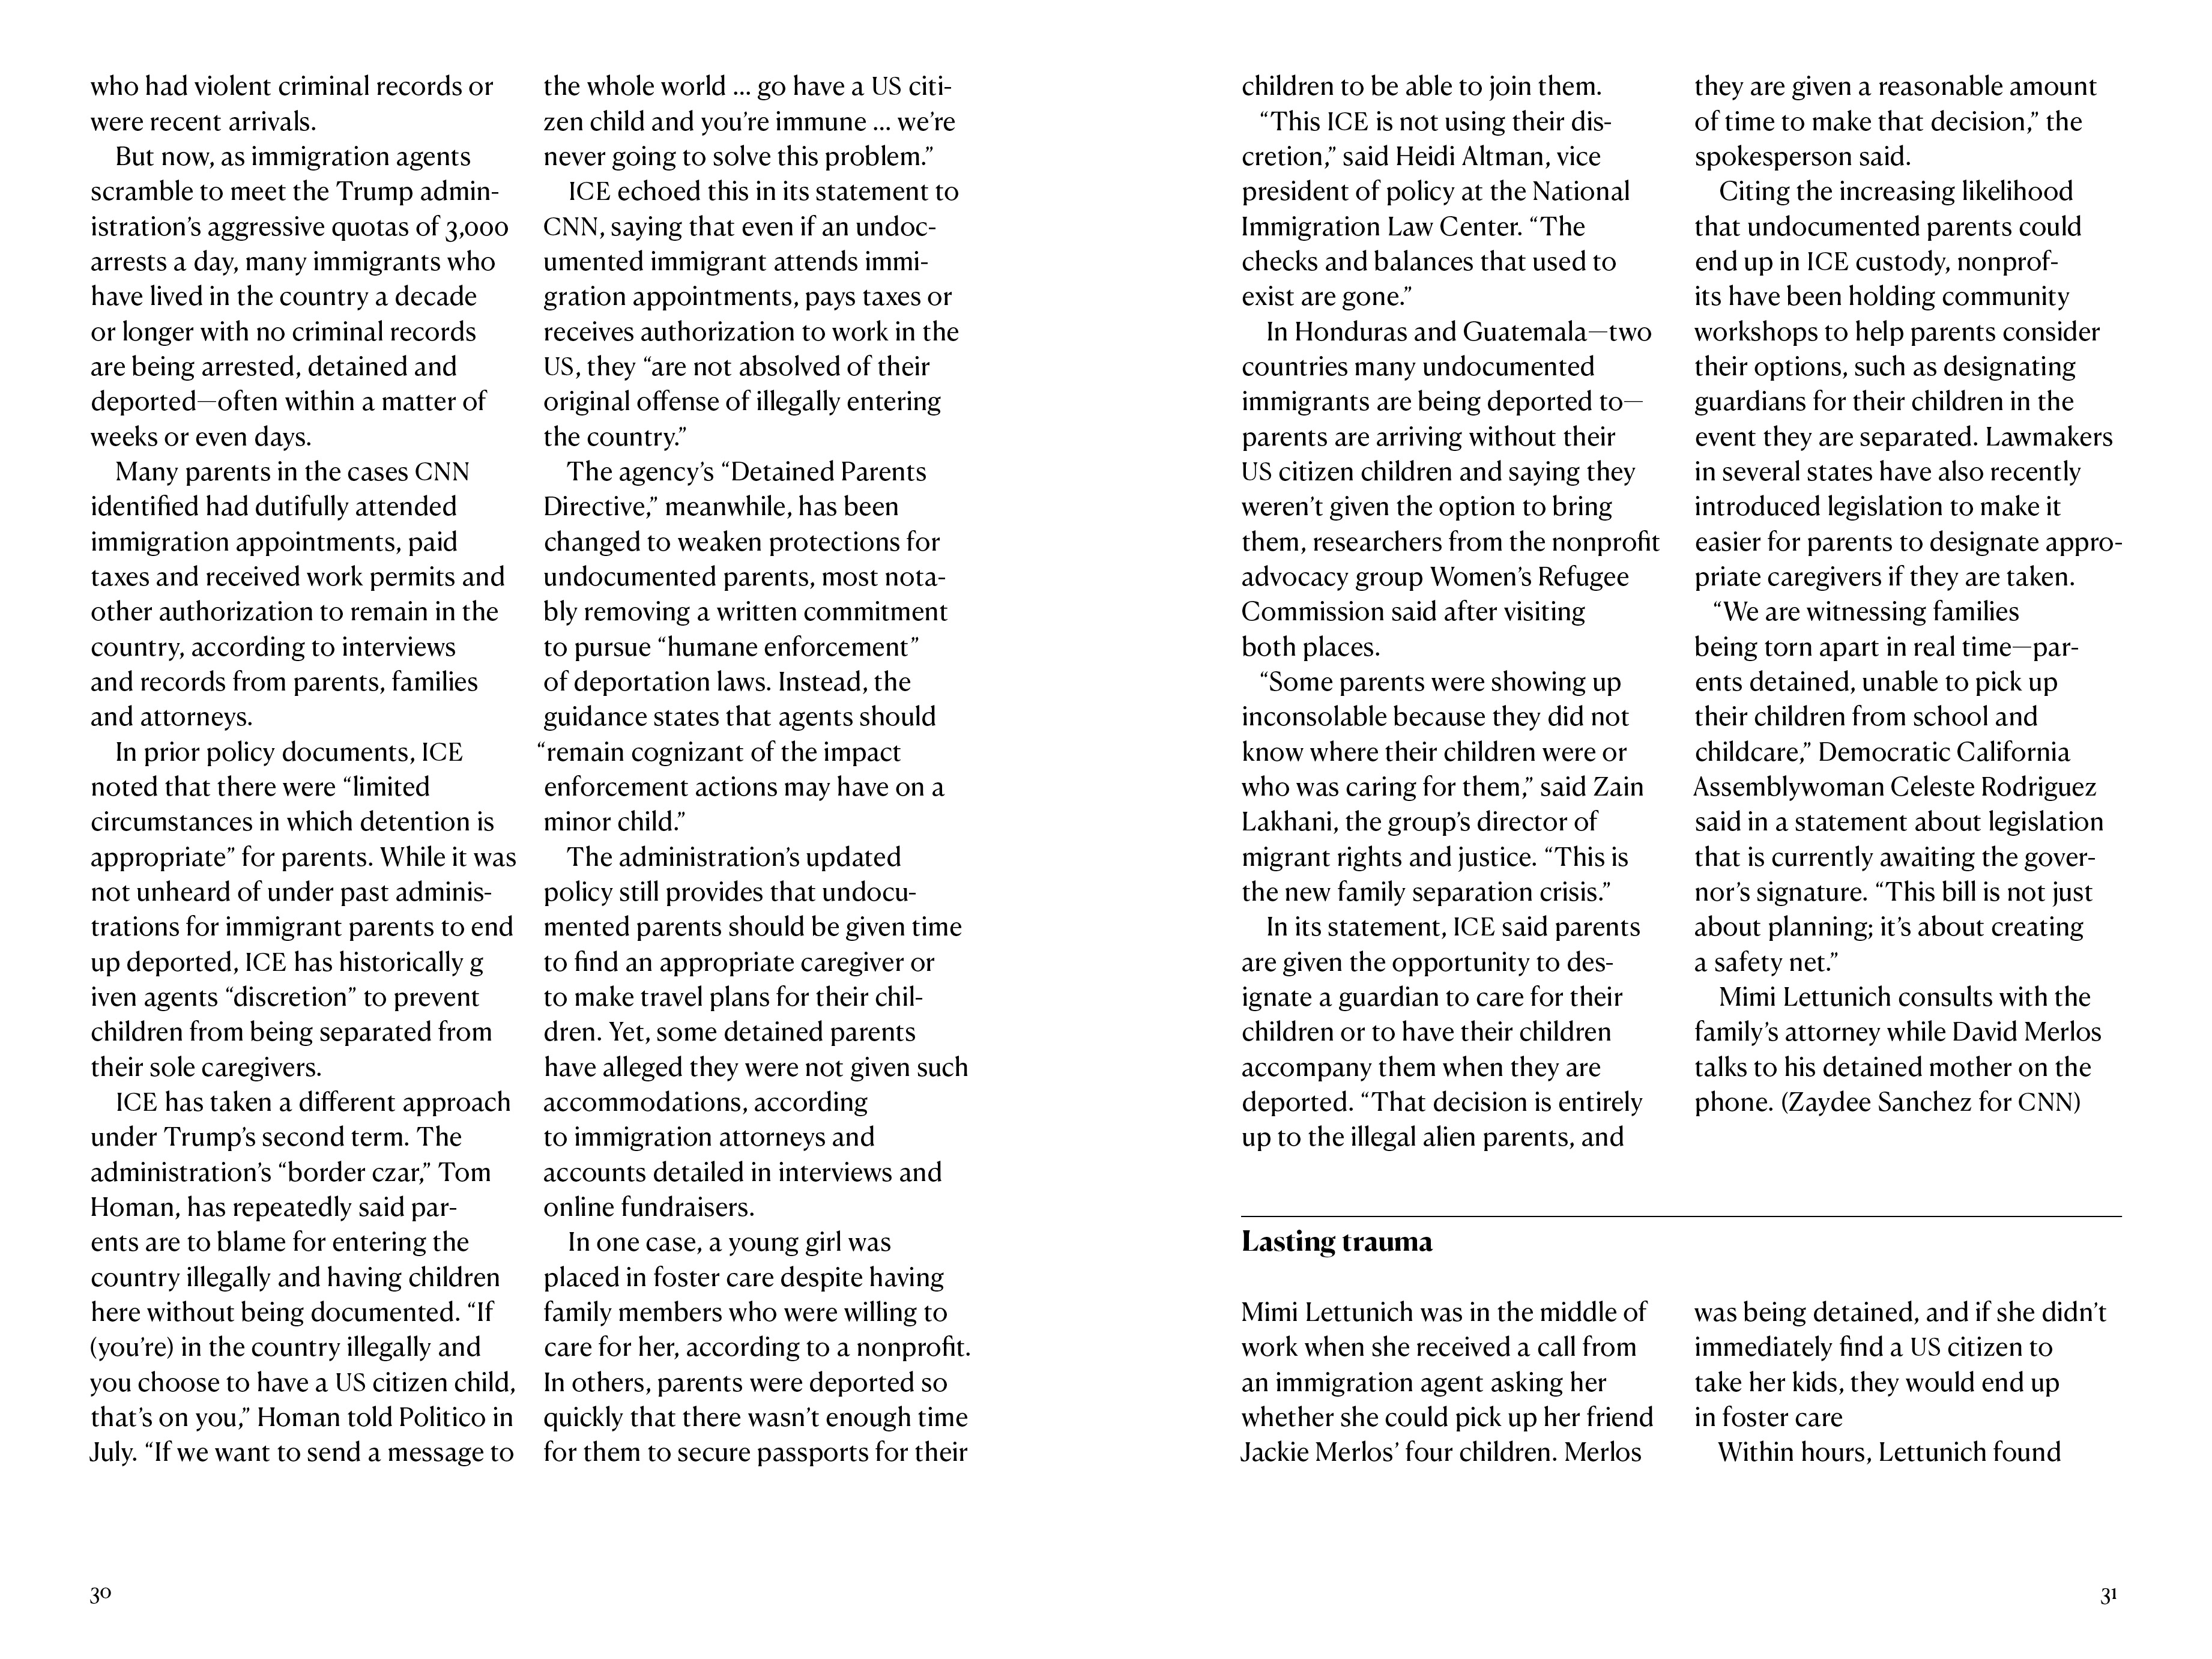 who had violent criminal records or
were recent arrivals.
But now, as immigration agents
scramble to meet the Trump admin-
istration's aggressive quotas of 3,000
arrests a day, many immigrants who
have lived in the country a decade
or longer with no criminal records
are being arrested, detained and
deported—often within a matter of
weeks or even days.
Many parents in the cases CNN
identified had dutifully attended
immigration appointments, paid
taxes and received work permits and
other authorization to remain in the
country, according to interviews
and records from parents, families
and attorneys.
In prior policy documents, ICE
noted that there were “limited
circumstances in which detention is
appropriate” for parents. While it was
not unheard of under past adminis-
trations for immigrant parents to end
up deported, ICE has historically g
iven agents “discretion” to prevent
children from being separated from
their sole caregivers.
ICE has taken a different approach
under Trump’s second term. The
administration’s “border czar,” Tom
Homan, has repeatedly said par-
ents are to blame for entering the
country illegally and having children
here without being documented. “If
(you’re) in the country illegally and
you choose to have a US citizen child,
that’s on you,” Homan told Politico in
July. “If we want to send a message to
the whole world ... go have a US citi-
zen child and you’re immune ... we’re
never going to solve this problem.”
ICE echoed this in its statement to
CNN, saying that even if an undoc-
umented immigrant attends immi-
gration appointments, pays taxes or
receives authorization to work in the
US, they “are not absolved of their
original offense of illegally entering
the country.”
The agency’s “Detained Parents
Directive,” meanwhile, has been
changed to weaken protections for
undocumented parents, most nota-
bly removing a written commitment
to pursue “humane enforcement”
of deportation laws. Instead, the
guidance states that agents should
“remain cognizant of the impact
enforcement actions may have on a
minor child.”
The administration’s updated
policy still provides that undocu-
mented parents should be given time
to find an appropriate caregiver or
to make travel plans for their chil-
dren. Yet, some detained parents
have alleged they were not given such
accommodations, according
to immigration attorneys and
accounts detailed in interviews and
online fundraisers.
In one case, a young girl was
placed in foster care despite having
family members who were willing to
care for her, according to a nonprofit.
In others, parents were deported so
quickly that there wasn’t enough time
for them to secure passports for their
30
children to be able to join them.
“This ICE is not using their dis-
cretion,” said Heidi Altman, vice
president of policy at the National
Immigration Law Center. “The
checks and balances that used to
exist are gone.”
In Honduras and Guatemala—two
countries many undocumented
immigrants are being deported to—
parents are arriving without their
US citizen children and saying they
weren’t given the option to bring
them, researchers from the nonprofit
advocacy group Women’s Refugee
Commission said after visiting
both places.
“Some parents were showing up
inconsolable because they did not
know where their children were or
who was caring for them,” said Zain
Lakhani, the group’s director of
migrant rights and justice. “This is
the new family separation crisis.”
In its statement, ICE said parents
are given the opportunity to des-
ignate a guardian to care for their
children or to have their children
accompany them when they are
deported. “That decision is entirely
up to the illegal alien parents, and
they are given a reasonable amount
of time to make that decision,” the
spokesperson said.
Citing the increasing likelihood
that undocumented parents could
end up in ICE custody, nonprof-
its have been holding community
workshops to help parents consider
their options, such as designating
guardians for their children in the
event they are separated. Lawmakers
in several states have also recently
introduced legislation to make it
easier for parents to designate appro-
priate caregivers if they are taken.
“We are witnessing families
being torn apart in real time—par-
ents detained, unable to pick up
their children from school and
childcare,” Democratic California
Assemblywoman Celeste Rodriguez
said in a statement about legislation
that is currently awaiting the gover-
nor’s signature. “This bill is not just
about planning; it’s about creating
a safety net.”
Mimi Lettunich consults with the
family’s attorney while David Merlos
talks to his detained mother on the
phone. (Zaydee Sanchez for CNN)
Lasting trauma
Mimi Lettunich was in the middle of
work when she received a call from
an immigration agent asking her
whether she could pick up her friend
Jackie Merlos’ four children. Merlos
was being detained, and if she didn’t
immediately find a US citizen to
take her kids, they would end up
in foster care
Within hours, Lettunich found
31